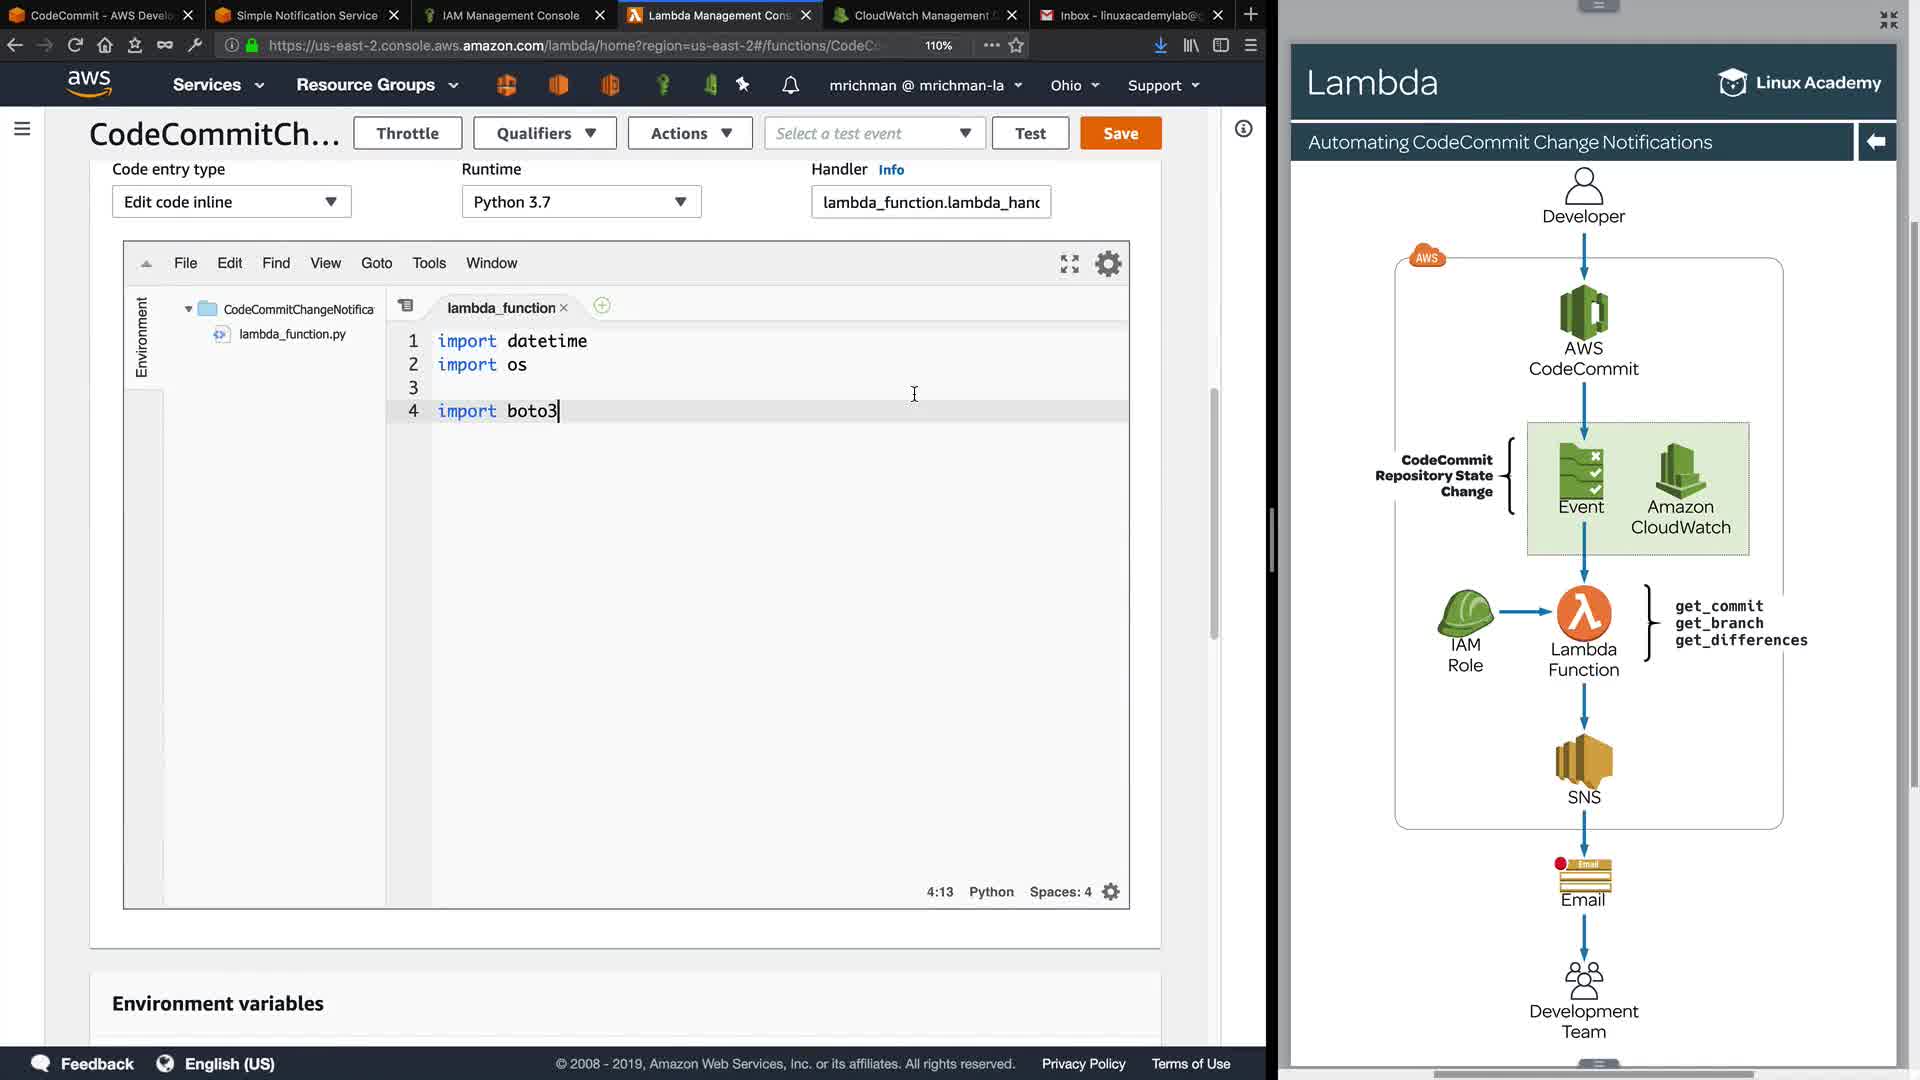 CodeCommit - AWS Develo
Simple Notification Service
IAM Management Console
Lambda Management Cons
CloudWatch Management C
Inbox - linuxacademylab@g
https://us-east-2.console.aws.amazon.com/lambda/home?region=us-east-2#/functions/CodeCo
110%
aws
Services
Resource Groups
mrichman @ mrichman-la
Ohio
Support
CodeCommitCh...
Throttle
Qualifiers
Actions
Select a test event
Test
Save
Code entry type
Runtime
Handler Info
Edit code inline
Python 3.7
lambda_function.lambda_hanc
File Edit Find View Goto Tools Window
Environment
CodeCommitChangeNotifica
lambda_function.py
lambda_function
1 import datetime
2 import os
3
4 import boto3
4:13 Python Spaces: 4
Environment variables
Feedback
English (US)
© 2008 - 2019, Amazon Web Services, Inc. or its affiliates. All rights reserved.
Privacy Policy
Terms of Use
Lambda
Linux Academy
Automating CodeCommit Change Notifications
Developer
AWS
AWS
CodeCommit
CodeCommit
Repository State
Change
Event
Amazon
CloudWatch
IAM
Role
Lambda
Function
get_commit
get_branch
get_differences
SNS
Email
Email
Development
Team